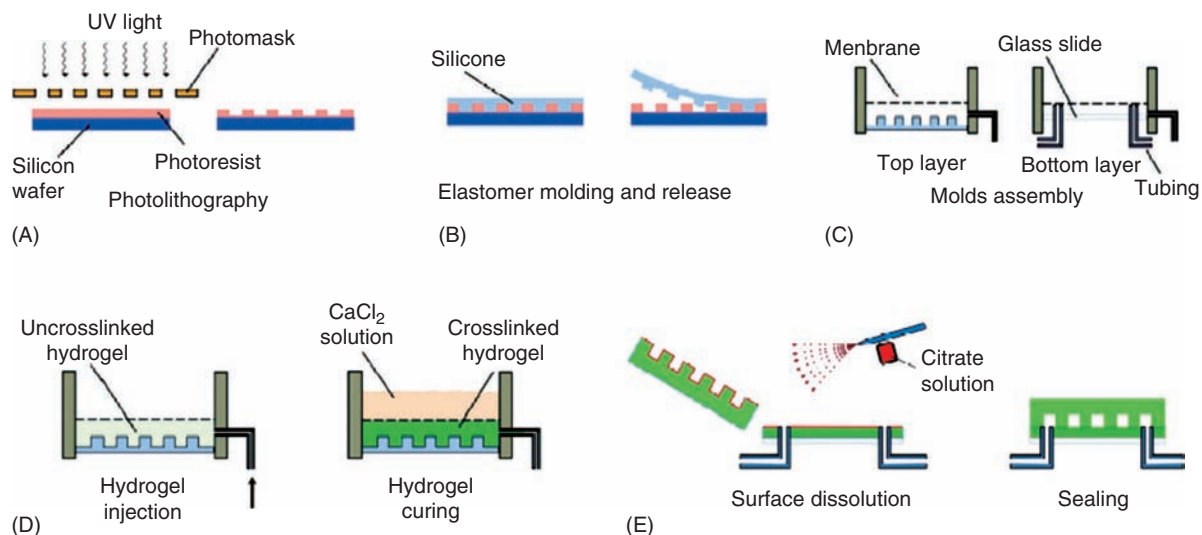 UV light
Photomask
Silicon
wafer
Photoresist
Photolithography
(A)
Silicone
Elastomer molding and release
(B)
Menbrane
Glass slide
Top layer
Bottom layer
Tubing
Molds assembly
(C)
Uncrosslinked
hydrogel
Hydrogel
injection
CaCl₂
solution
Crosslinked
hydrogel
Hydrogel
curing
(D)
Citrate
solution
Surface dissolution
Sealing
(E)